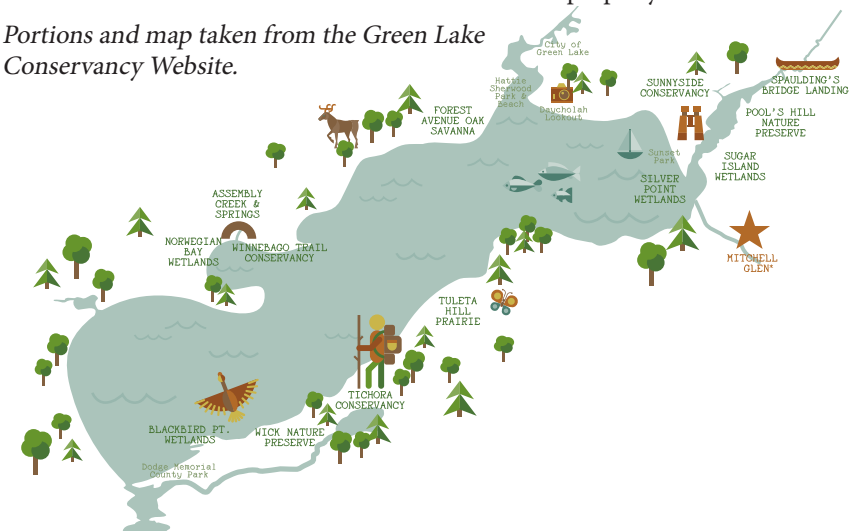 Portions and map taken from the Green Lake
Conservancy Website.
City of
Green Lake
Hattie
Sherwood
Park &
Beach
Daycholah
Lookout
SUNNYSIDE
CONSERVANCY
SPAULDING'S
BRIDGE LANDING
FOREST
AVENUE OAK
SAVANNA
POOL'S HILL
NATURE
PRESERVE
Sunset
Park
SUGAR
ISLAND
WETLANDS
SILVER
POINT
WETLANDS
ASSEMBLY
CREEK &
SPRINGS
NORWEGIAN
BAY
WETLANDS
WINNEBAGO TRAIL
CONSERVANCY
MITCHELL
GLEN*
TULETA
HILL
PRAIRIE
TICHORA
CONSERVANCY
BLACKBIRD PT.
WETLANDS
WICK NATURE
PRESERVE
Dodge Memorial
County Park